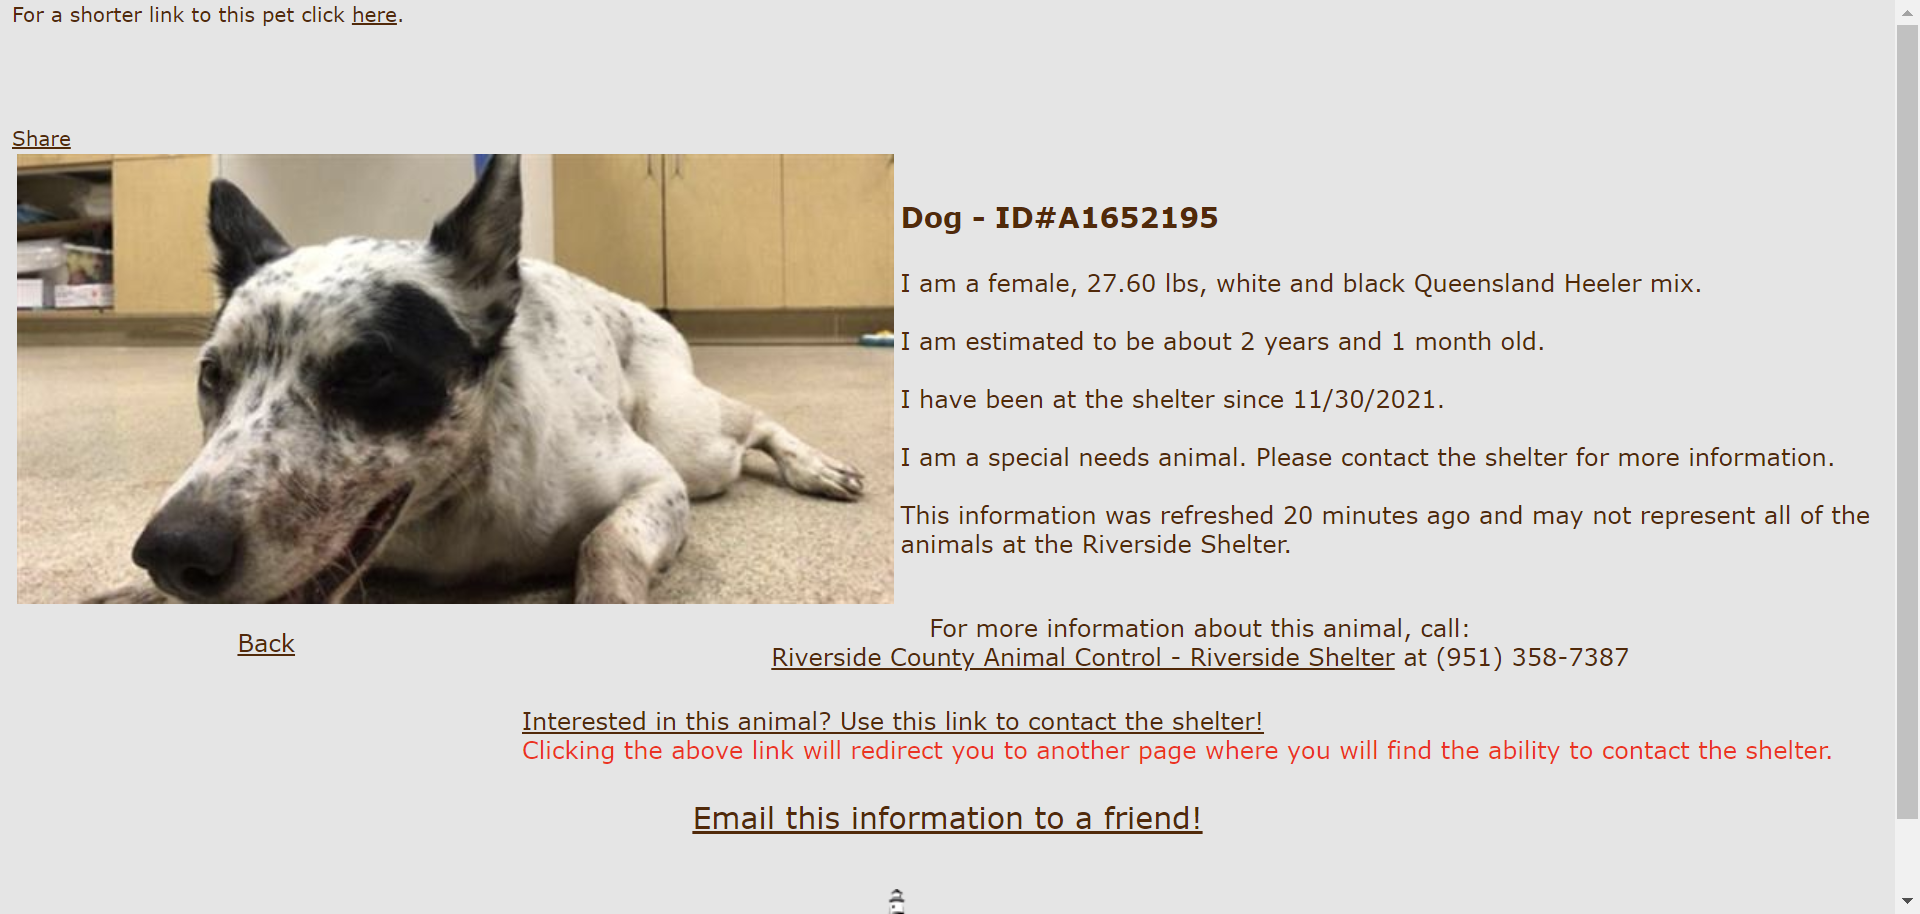 For a shorter link to this pet click here.
Share
Dog - ID#A1652195
I am a female, 27.60 lbs, white and black Queensland Heeler mix.
I am estimated to be about 2 years and 1 month old.
I have been at the shelter since 11/30/2021.
I am a special needs animal. Please contact the shelter for more information.
This information was refreshed 20 minutes ago and may not represent all of the
animals at the Riverside Shelter.
Back
For more information about this animal, call:
Riverside County Animal Control - Riverside Shelter at (951) 358-7387
Interested in this animal? Use this link to contact the shelter!
Clicking the above link will redirect you to another page where you will find the ability to contact the shelter.
Email this information to a friend!